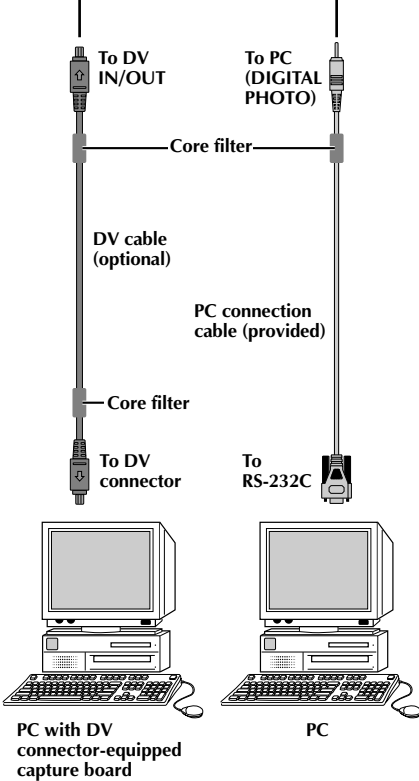 To DV
IN/OUT
To PC
(DIGITAL
PHOTO)
Core filter
DV cable
(optional)
PC connection
cable (provided)
Core filter
To DV
connector
To
RS-232C
PC with DV
connector-equipped
capture board
PC